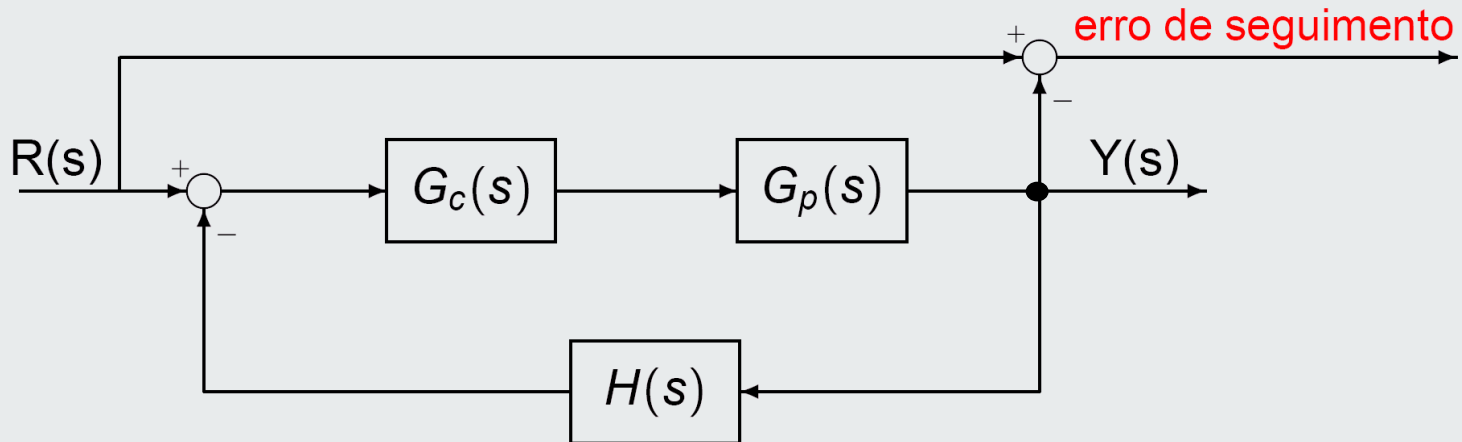 + erro de seguimento
−
R(s) + Gc(s) Gp(s) Y(s)
−
H(s)